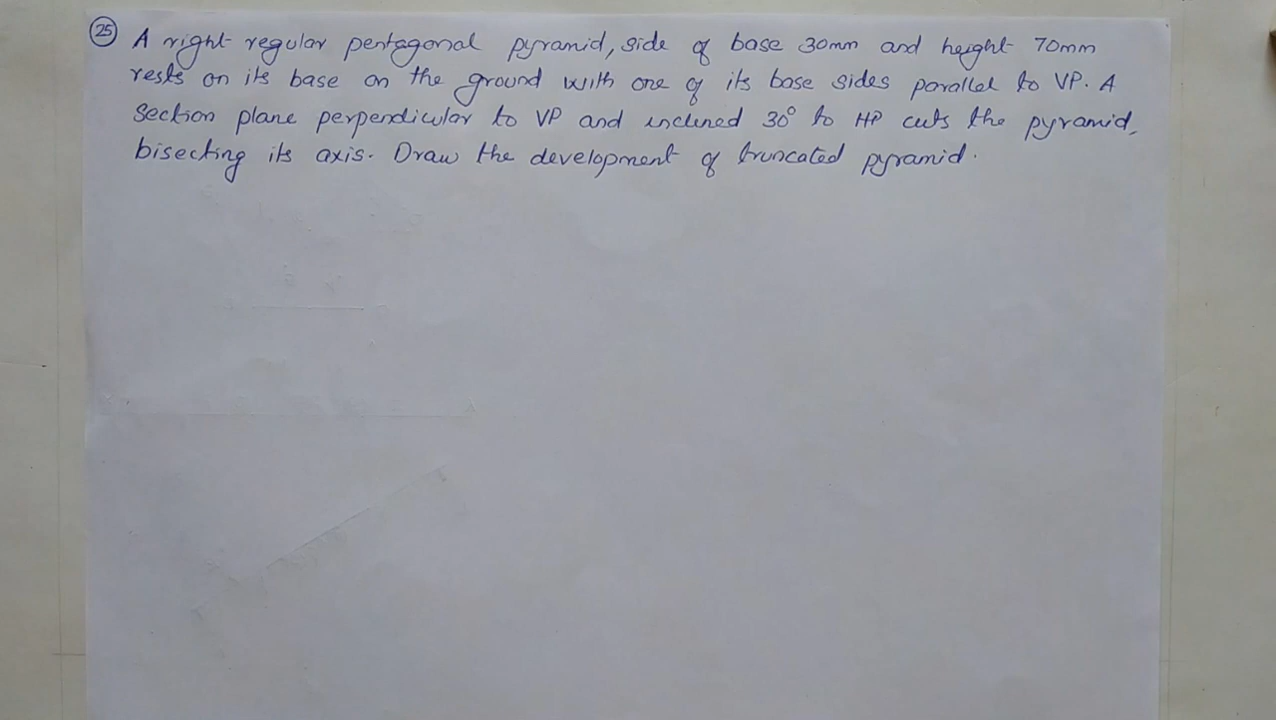 25 A right regular pentagonal pyramid, side of base 30mm and height 70mm
rests on its base on the ground with one of its base sides parallel to VP. A
Section plane perpendicular to VP and inclined 30° to HP cuts the pyramid,
bisecting its axis. Draw the development of truncated pyramid.